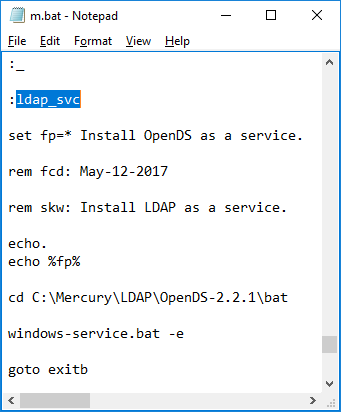 m.bat - Notepad
File Edit Format View Help
:_
:ldap_svc
set fp=* Install OpenDS as a service.
rem fcd: May-12-2017
rem skw: Install LDAP as a service.
echo.
echo %fp%
cd C:\Mercury\LDAP\OpenDS-2.2.1\bat
windows-service.bat -e
goto exitb